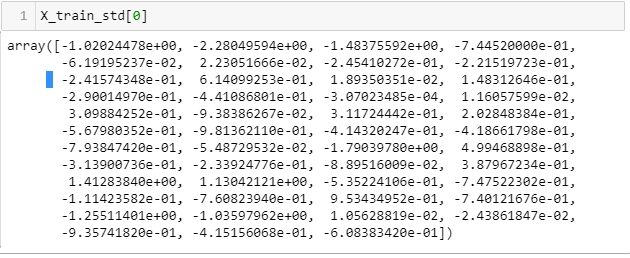 1 X_train_std[0]
array([-1.02024478e+00, -2.28049594e+00, -1.48375592e+00, -7.44520000e-01,
-6.19195237e-02, 2.23051666e-02, -2.45410272e-01, -2.21519723e-01,
-2.41574348e-01, 6.14099253e-01, 1.89350351e-02, 1.48312646e-01,
-2.90014970e-01, -4.41086801e-01, -3.07023485e-04, 1.16057599e-02,
3.09884252e-01, -9.38386267e-02, 3.11724442e-01, 2.02848384e-01,
-5.67980352e-01, -9.81362110e-01, -4.14320247e-01, -4.18661798e-01,
-7.93847420e-01, -5.48729532e-02, -1.79039780e+00, 4.99468898e-01,
-3.13900736e-01, -2.33924776e-01, -8.89516009e-02, 3.87967234e-01,
1.41283840e+00, 1.13042121e+00, -5.35224106e-01, -7.47522302e-01,
-1.11423582e-01, -7.60823940e-01, 9.53434952e-01, -7.40121676e-01,
-1.25511401e+00, -1.03597962e+00, 1.05628819e-02, -2.43861847e-02,
-9.35741820e-01, -4.15156068e-01, -6.08383420e-01])